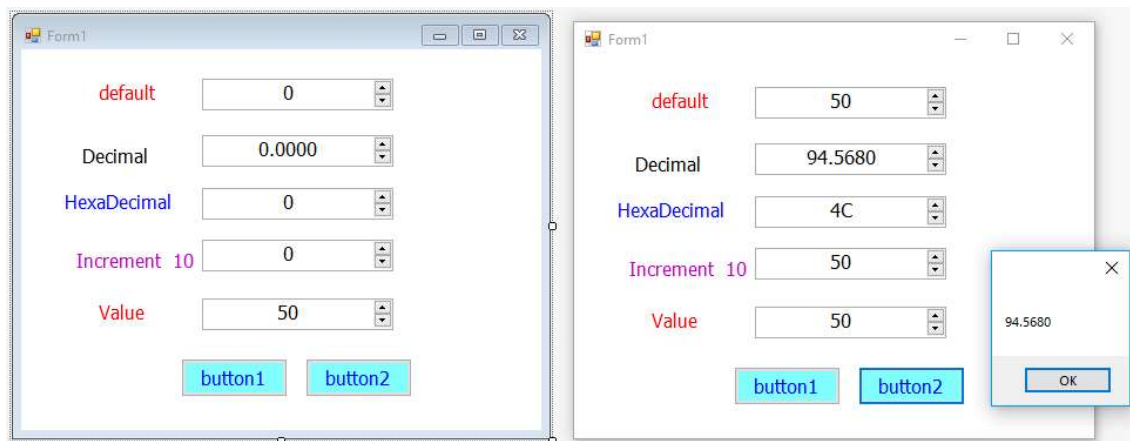 Form1
default 0
Decimal 0.0000
HexaDecimal 0
Increment 10 0
Value 50
button1 button2
Form1
default 50
Decimal 94.5680
HexaDecimal 4C
Increment 10 50
Value 50
button1 button2
94.5680
OK